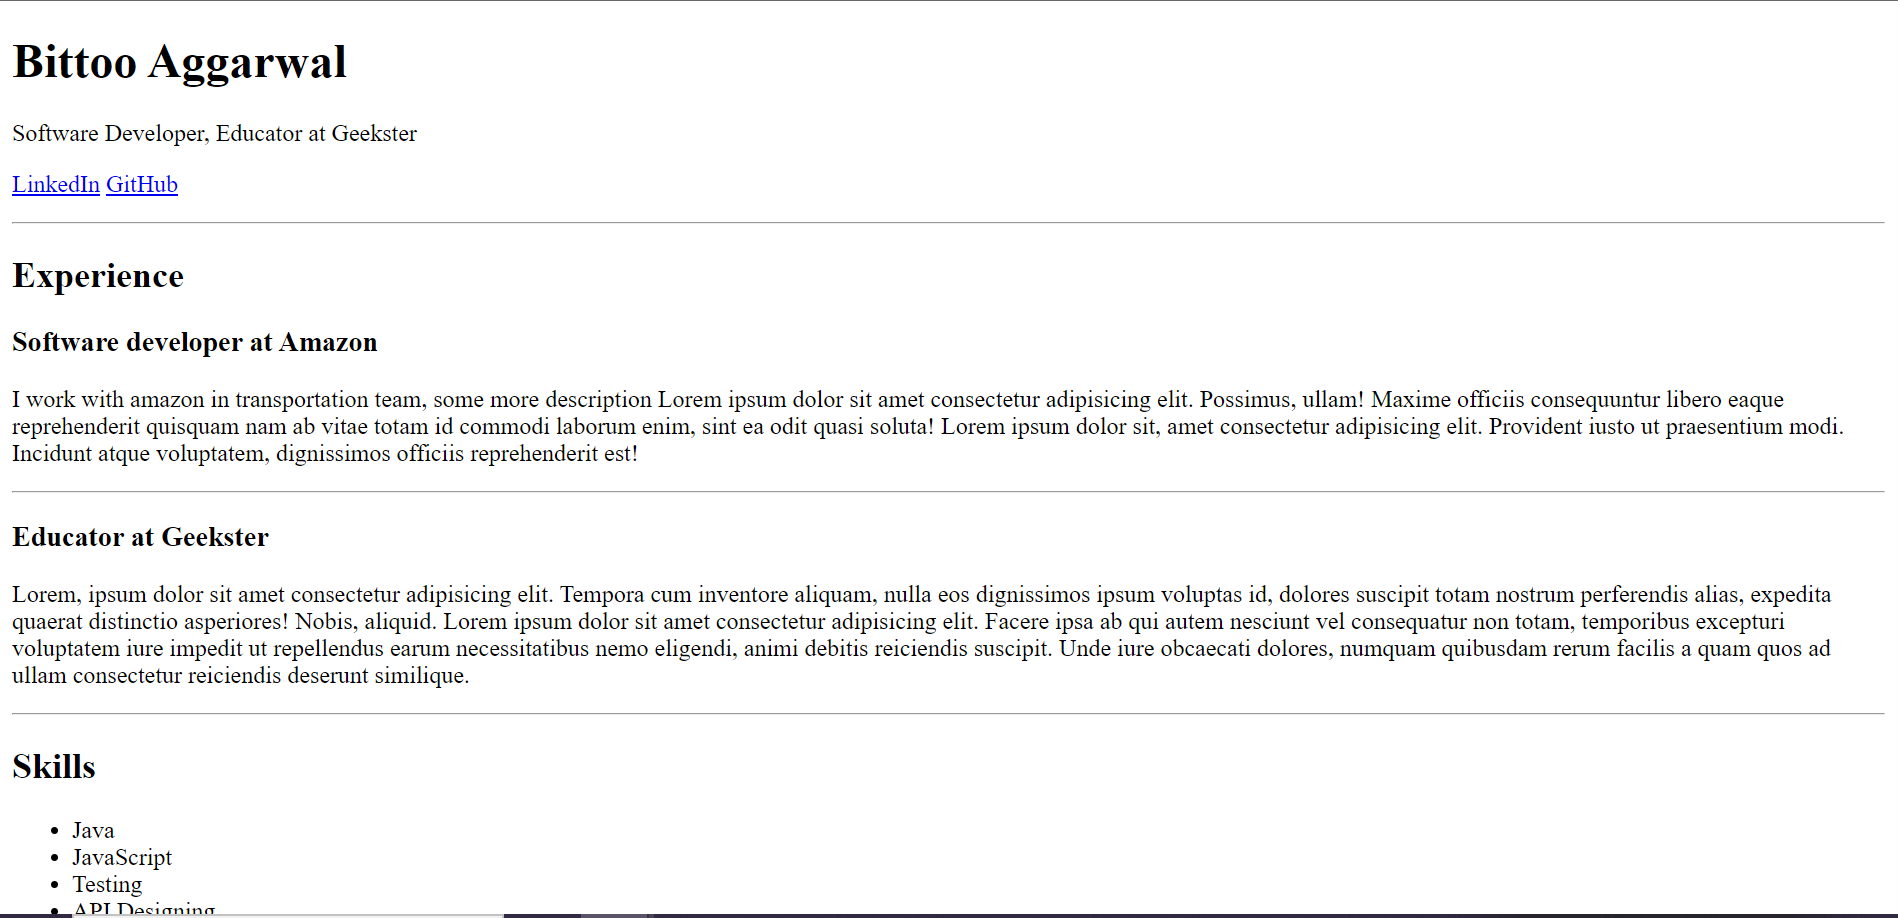 Bittoo Aggarwal
Software Developer, Educator at Geekster
LinkedIn GitHub
Experience
Software developer at Amazon
I work with amazon in transportation team, some more description Lorem ipsum dolor sit amet consectetur adipisicing elit. Possimus, ullam! Maxime officiis consequuntur libero eaque
reprehenderit quisquam nam ab vitae totam id commodi laborum enim, sint ea odit quasi soluta! Lorem ipsum dolor sit, amet consectetur adipisicing elit. Provident iusto ut praesentium modi.
Incidunt atque voluptatem, dignissimos officiis reprehenderit est!
Educator at Geekster
Lorem, ipsum dolor sit amet consectetur adipisicing elit. Tempora cum inventore aliquam, nulla eos dignissimos ipsum voluptas id, dolores suscipit totam nostrum perferendis alias, expedita
quaerat distinctio asperiores! Nobis, aliquid. Lorem ipsum dolor sit amet consectetur adipisicing elit. Facere ipsa ab qui autem nesciunt vel consequatur non totam, temporibus excepturi
voluptatem iure impedit ut repellendus earum necessitatibus nemo eligendi, animi debitis reiciendis suscipit. Unde iure obcaecati dolores, numquam quibusdam rerum facilis a quam quos ad
ullam consectetur reiciendis deserunt similique.
Skills
• Java
• JavaScript
• Testing
• API Designing